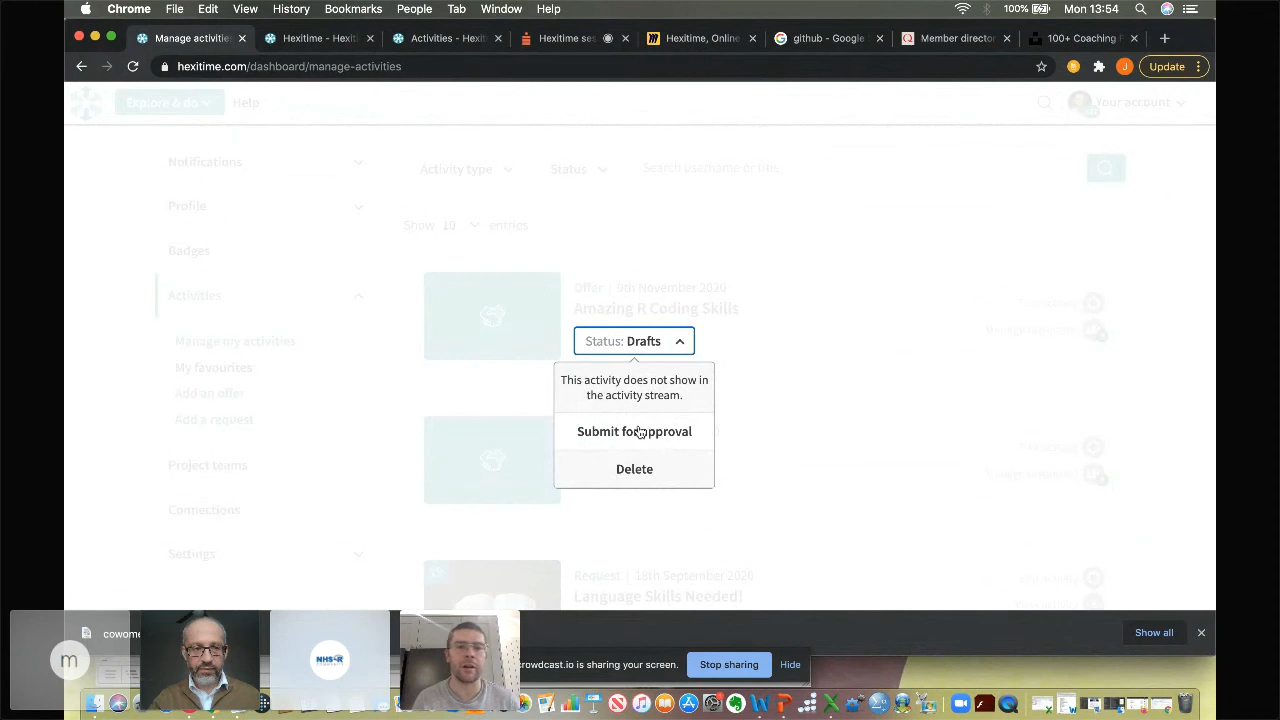 Chrome File Edit View History Bookmarks People Tab Window Help 100% Mon 13:54
Manage activities Hexitime - Hexiti Activities - Hexit Hexitime ses Hexitime, Online github - Google Member director 100+ Coaching F
hexitime.com/dashboard/manage-activities Update
Explore & do Help Your account
Notifications
Activity type Status Search username or title
Profile
Show 10 entries
Badges
Activities
Offer | 9th November 2020
Amazing R Coding Skills
Manage my activities
Status: Drafts
My favourites
This activity does not show in
the activity stream.
Add an offer
Add a request
Submit for approval
Project teams
Delete
Connections
Settings
Request | 18th September 2020
Language Skills Needed!
cowome
Show all
m
NHS-R
COMMUNITY
crowdcast.io is sharing your screen. Stop sharing Hide